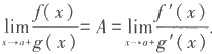 lim_{x→a+} f(x)/g(x) = A = lim_{x→a+} f'(x)/g'(x).